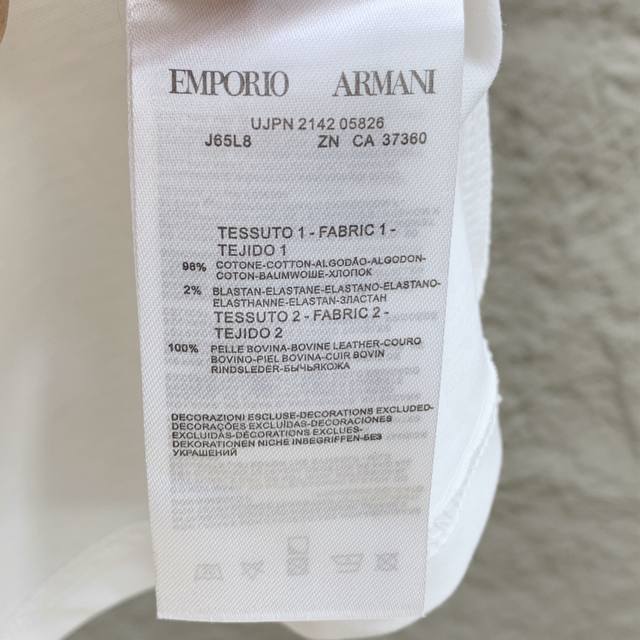 EMPORIO ARMANI
UJPN 2142 05826
J65L8 ZN CA 37360
TESSUTO 1 - FABRIC 1 -
TEJIDO 1
98% COTONE-COTTON-ALGODÃO-ALGODON-
COTON-BAUMWOUE-ХЛОПОК
2% BLASTAN-ELASTANE-ELASTANO-ELASTANO-
ELASTHANNE-ELASTAN-ЭЛАСТАН
TESSUTO 2 - FABRIC 2 -
TEJIDO 2
100% PELLE BOVINA-BOVINE LEATHER-COURO
BOVINO-PIEL BOVINA-CUIR BOVIN
RINDSLEDER-БЫЧЬЯКОЖА
DECORAZIONI ESCLUSE-DECORATIONS EXCLUDED-
DECORAÇÕES EXCLUÍDAS-DECORACIONES
EXCLUIDAS-DECORATIONS EXCLUES-
DEKORATIONEN NICHE INBEGRIFFEN-БЕЗ
УКРАШЕНИЙ